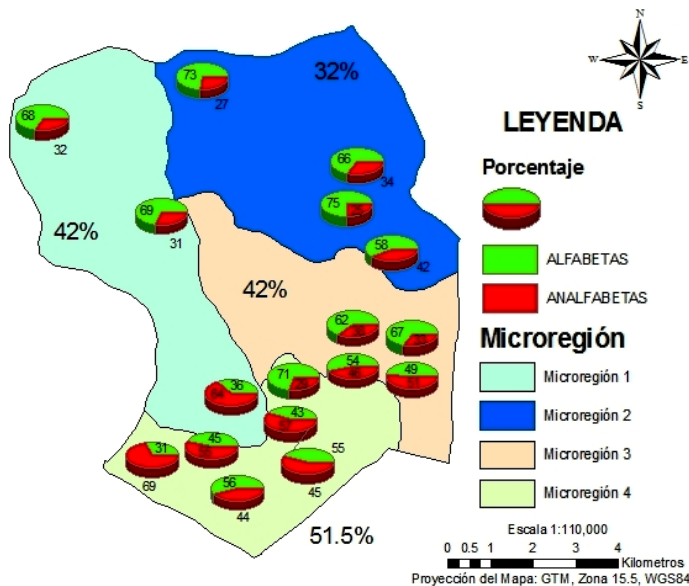 N
W E
S
LEYENDA
Porcentaje
ALFABETAS
ANALFABETAS
Microregión
Microregión 1
Microregión 2
Microregión 3
Microregión 4
Escala 1:110,000
0 0.5 1 2 3 4
Kilometros
Proyección del Mapa: GTM, Zona 15.5, WGS84
32%
73
27
68
32
66
34
75
69
31
58
42
42%
42%
62
67
54
49
51
71
36
43
45
31
69
55
45
56
44
51.5%